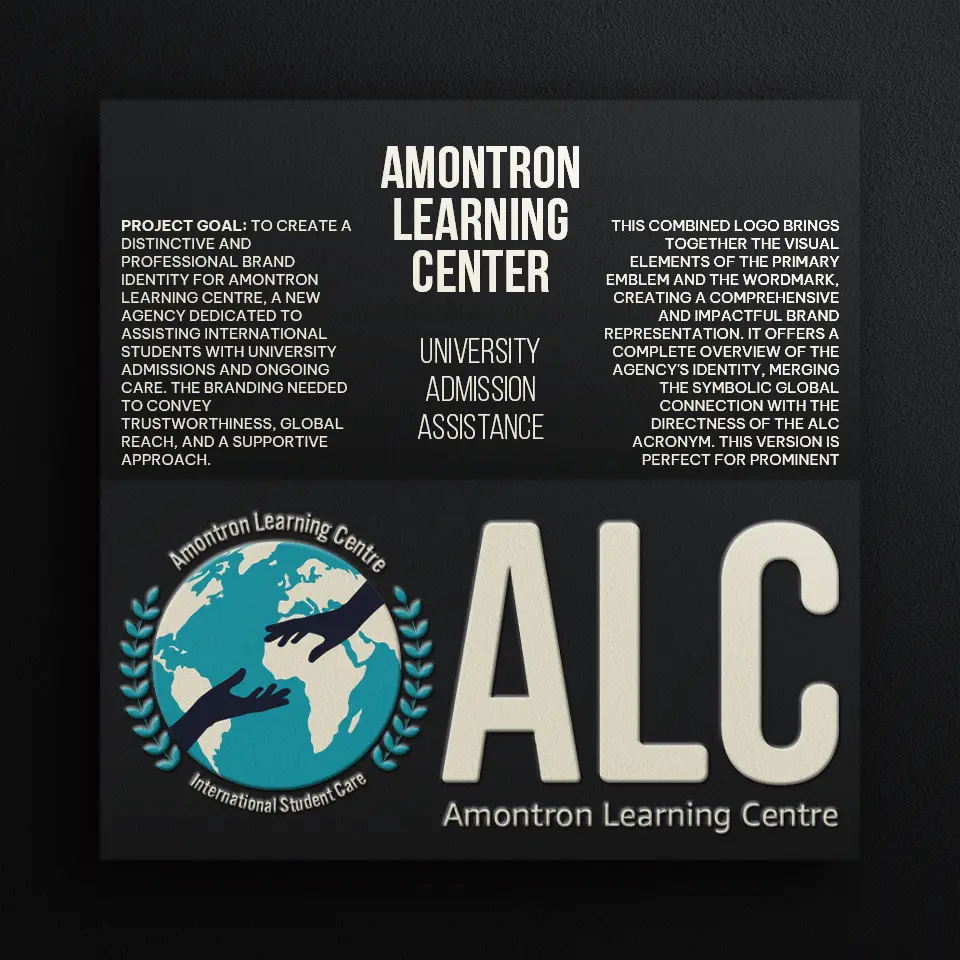 AMONTRON
LEARNING
CENTER
UNIVERSITY
ADMISSION
ASSISTANCE
PROJECT GOAL: TO CREATE A
DISTINCTIVE AND
PROFESSIONAL BRAND
IDENTITY FOR AMONTRON
LEARNING CENTRE, A NEW
AGENCY DEDICATED TO
ASSISTING INTERNATIONAL
STUDENTS WITH UNIVERSITY
ADMISSIONS AND ONGOING
CARE. THE BRANDING NEEDED
TO CONVEY
TRUSTWORTHINESS, GLOBAL
REACH, AND A SUPPORTIVE
APPROACH.
THIS COMBINED LOGO BRINGS
TOGETHER THE VISUAL
ELEMENTS OF THE PRIMARY
EMBLEM AND THE WORDMARK,
CREATING A COMPREHENSIVE
AND IMPACTFUL BRAND
REPRESENTATION. IT OFFERS A
COMPLETE OVERVIEW OF THE
AGENCY'S IDENTITY, MERGING
THE SYMBOLIC GLOBAL
CONNECTION WITH THE
DIRECTNESS OF THE ALC
ACRONYM. THIS VERSION IS
PERFECT FOR PROMINENT
Amontron Learning Centre
International Student Care
ALC
Amontron Learning Centre